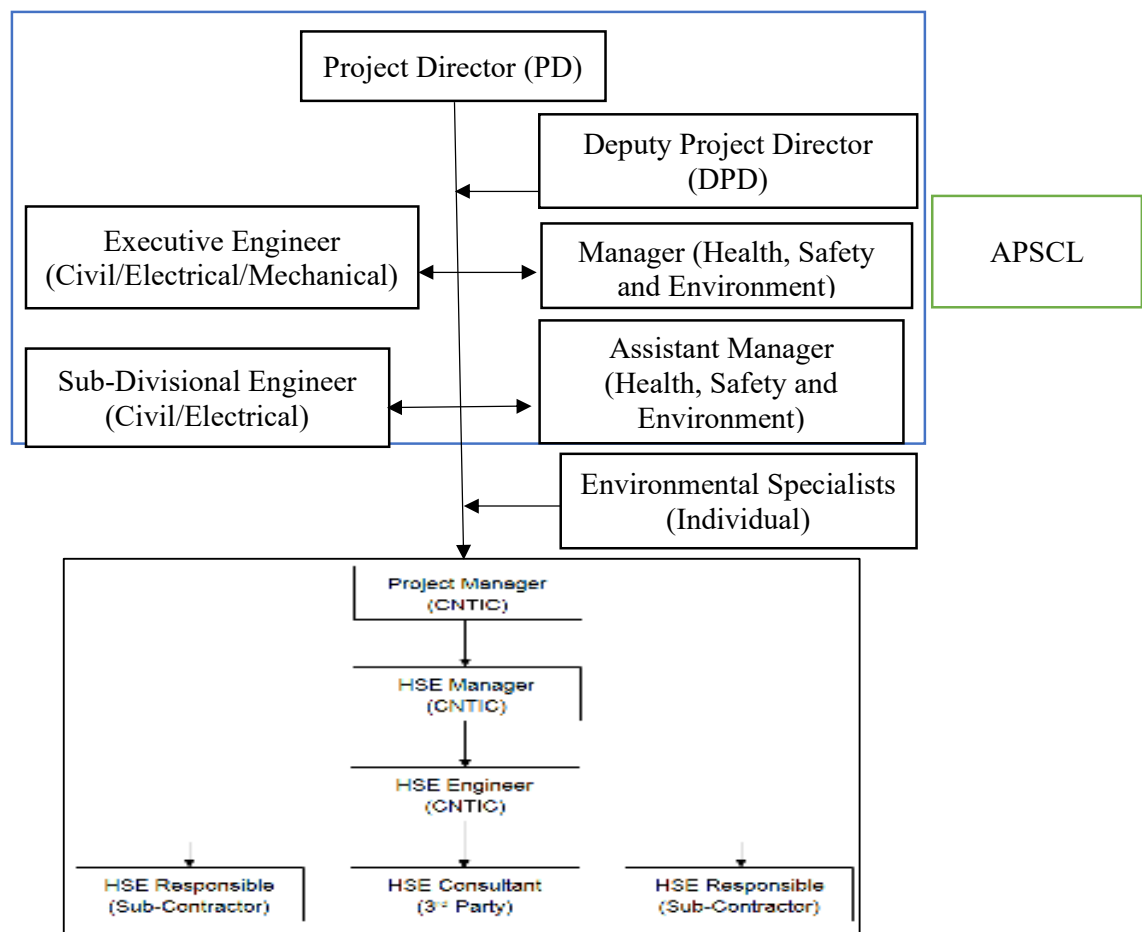 Project Director (PD)
Deputy Project Director
(DPD)
Executive Engineer
(Civil/Electrical/Mechanical)
Manager (Health, Safety
and Environment)
APSCL
Sub-Divisional Engineer
(Civil/Electrical)
Assistant Manager
(Health, Safety and
Environment)
Environmental Specialists
(Individual)
Project Manager
(CNTIC)
HSE Manager
(CNTIC)
HSE Engineer
(CNTIC)
HSE Responsible
(Sub-Contractor)
HSE Consultant
(3rd Party)
HSE Responsible
(Sub-Contractor)